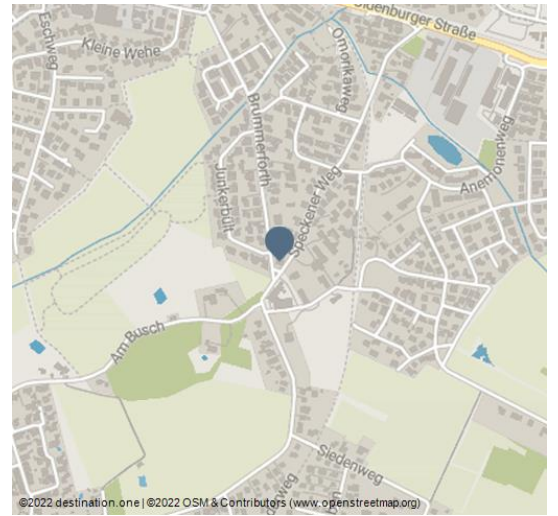 Oldenburger Straße
Eschweg
Kleine Wehe
Omorikaweg
Brummerforth
Junkerbült
Speckener Weg
Anemonenweg
Am Busch
Siedenweg
©2022 destination.one | ©2022 OSM & Contributors (www.openstreetmap.org)